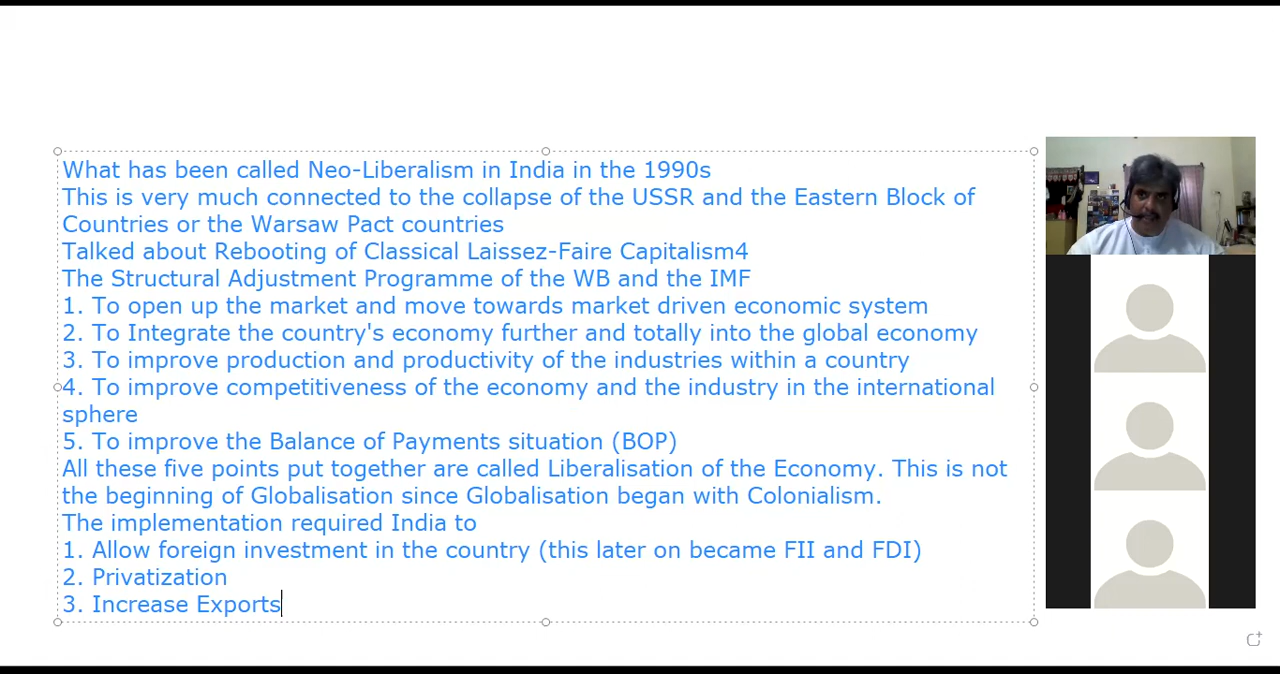 What has been called Neo-Liberalism in India in the 1990s
This is very much connected to the collapse of the USSR and the Eastern Block of
Countries or the Warsaw Pact countries
Talked about Rebooting of Classical Laissez-Faire Capitalism4
The Structural Adjustment Programme of the WB and the IMF
1. To open up the market and move towards market driven economic system
2. To Integrate the country's economy further and totally into the global economy
3. To improve production and productivity of the industries within a country
4. To improve competitiveness of the economy and the industry in the international
sphere
5. To improve the Balance of Payments situation (BOP)
All these five points put together are called Liberalisation of the Economy. This is not
the beginning of Globalisation since Globalisation began with Colonialism.
The implementation required India to
1. Allow foreign investment in the country (this later on became FII and FDI)
2. Privatization
3. Increase Exports